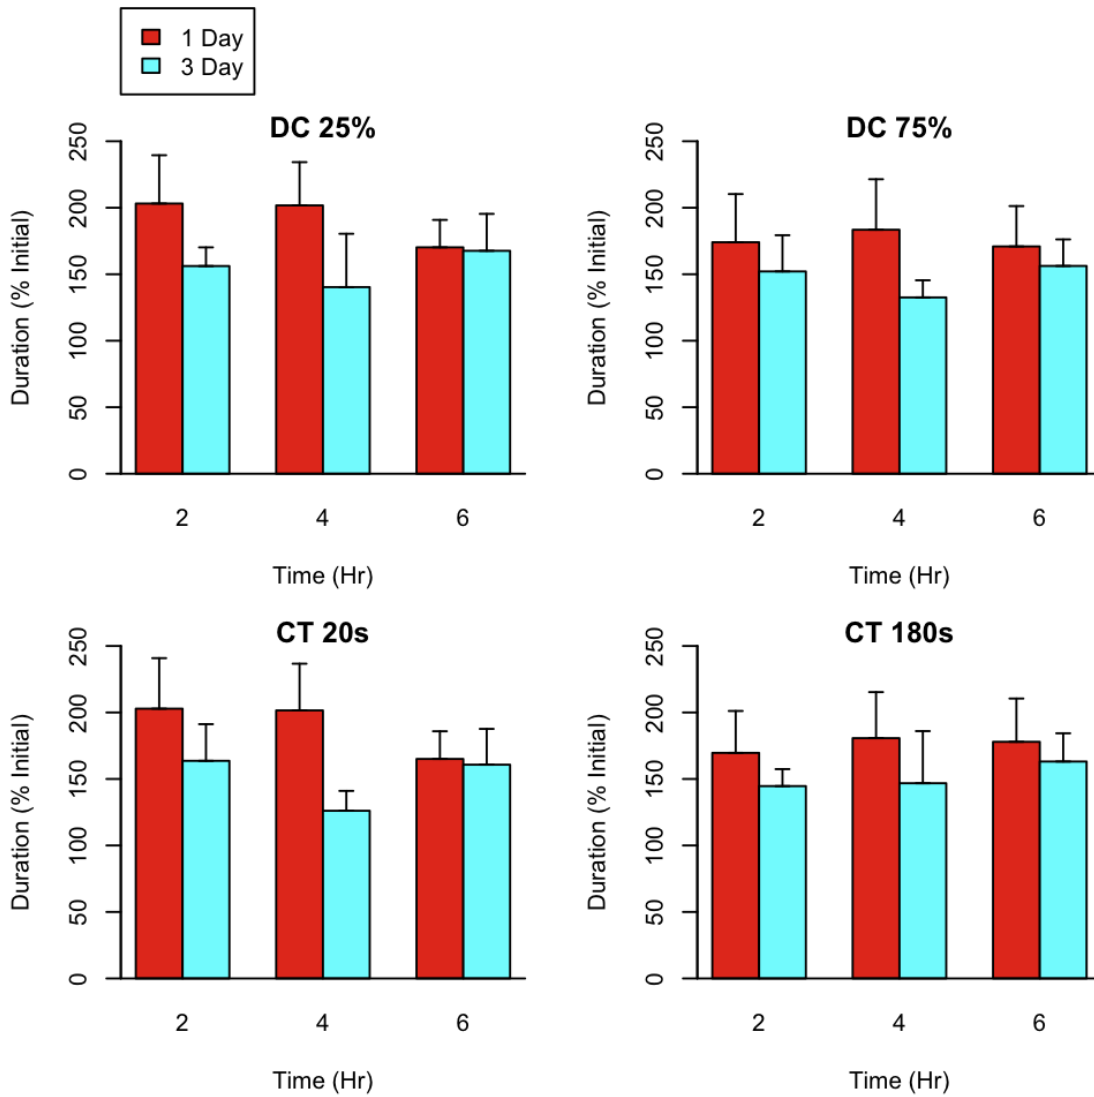 1 Day
3 Day
DC 25%
Duration (% Initial)
250
200
150
100
50
0
2 4 6
Time (Hr)
DC 75%
Duration (% Initial)
250
200
150
100
50
0
2 4 6
Time (Hr)
CT 20s
Duration (% Initial)
250
200
150
100
50
0
2 4 6
Time (Hr)
CT 180s
Duration (% Initial)
250
200
150
100
50
0
2 4 6
Time (Hr)